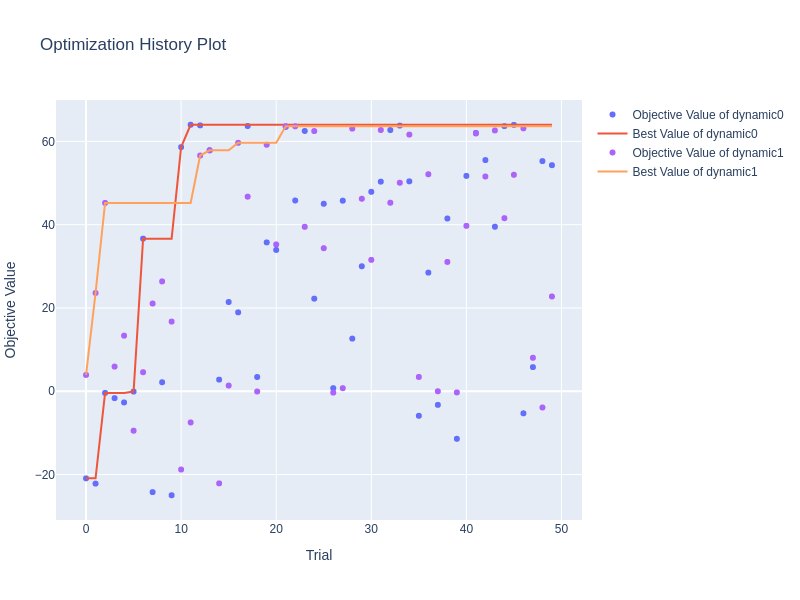 Optimization History Plot
Objective Value of dynamic0
Best Value of dynamic0
Objective Value of dynamic1
Best Value of dynamic1
60
40
20
0
−20
Objective Value
0
10
20
30
40
50
Trial